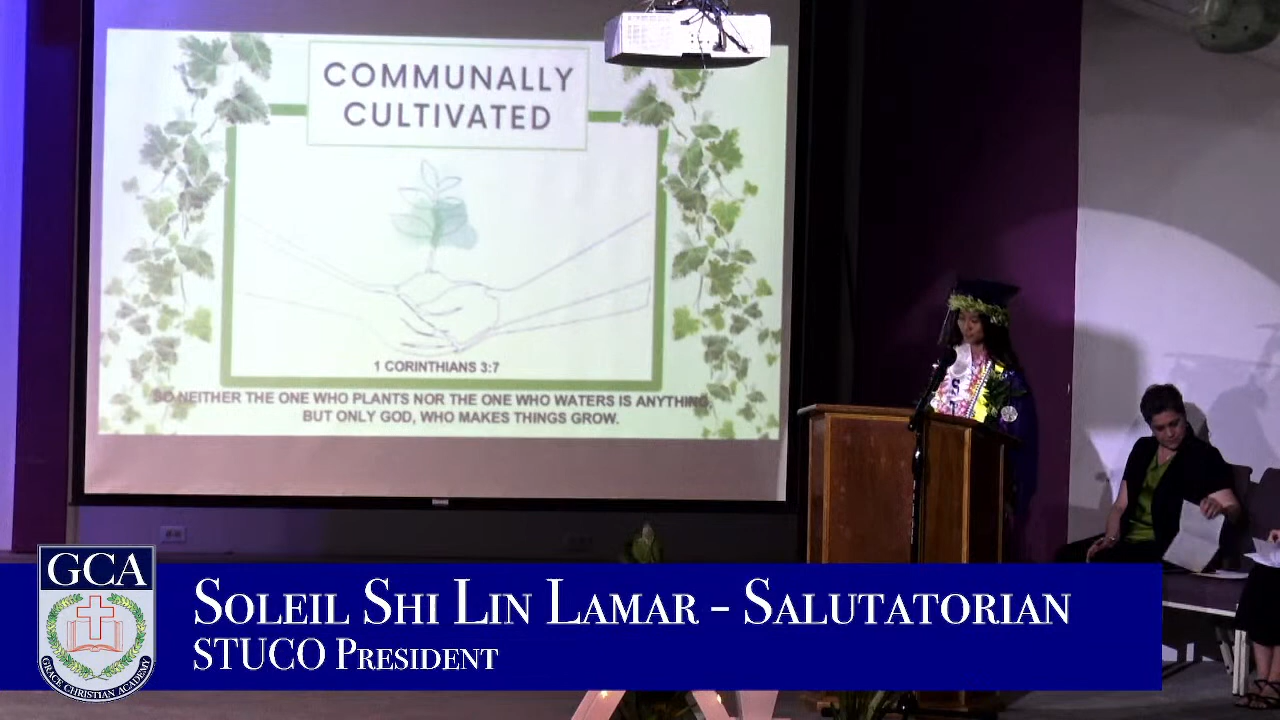 COMMUNALLY
CULTIVATED
1 CORINTHIANS 3:7
SO NEITHER THE ONE WHO PLANTS NOR THE ONE WHO WATERS IS ANYTHING,
BUT ONLY GOD, WHO MAKES THINGS GROW.
S
GCA
GRACE CHRISTIAN ACADEMY
SOLEIL SHI LIN LAMAR – SALUTATORIAN
STUCO PRESIDENT